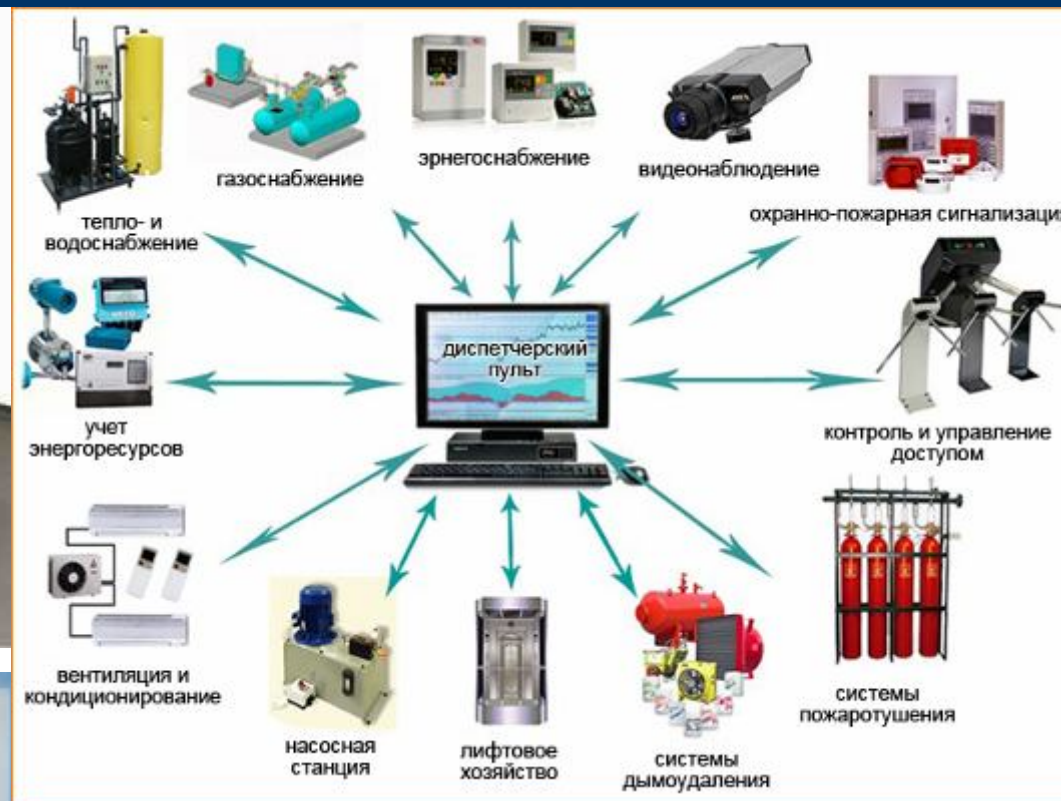 газоснабжение
эрнегоснабжение
видеонаблюдение
охранно-пожарная сигнализация
тепло- и
водоснабжение
диспетчерский
пульт
учет
энергоресурсов
контроль и управление
доступом
вентиляция и
кондиционирование
насосная
станция
лифтовое
хозяйство
системы
дымоудаления
системы
пожаротушения